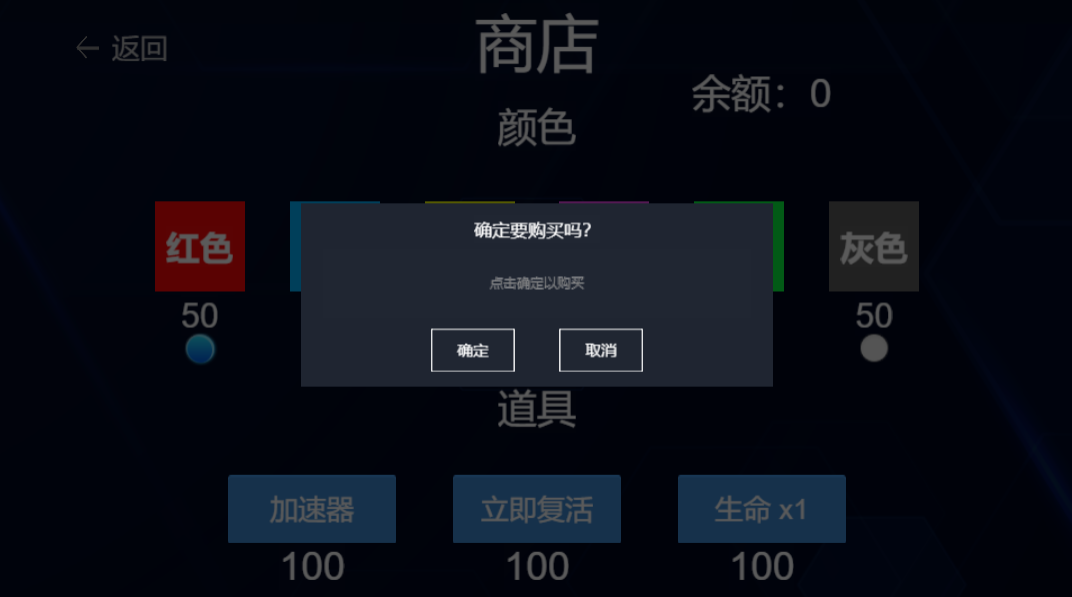 ← 返回
商店
余额：0
颜色
红色
灰色
50
50
确定要购买吗?
点击确定以购买
确定
取消
道具
加速器
立即复活
生命 x1
100
100
100